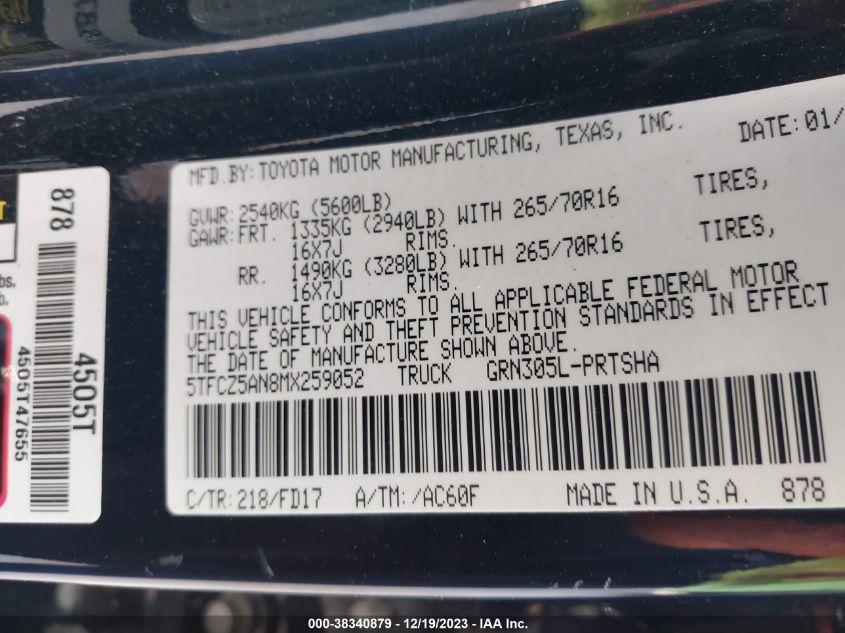 MFD.BY:TOYOTA MOTOR MANUFACTURING, TEXAS, INC. DATE:01/
GVWR:2540KG (5600LB)
GAWR:FRT. 1335KG (2940LB) WITH 265/70R16 TIRES,
16X7J RIMS.
RR. 1490KG (3280LB) WITH 265/70R16 TIRES,
16X7J RIMS.
THIS VEHICLE CONFORMS TO ALL APPLICABLE FEDERAL MOTOR
VEHICLE SAFETY AND THEFT PREVENTION STANDARDS IN EFFECT
THE DATE OF MANUFACTURE SHOWN ABOVE.
5TFCZ5AN8MX259052 TRUCK GRN305L-PRTSHA
C/TR:218/FD17 A/TM:/AC60F MADE IN U.S.A. 878
878
4505T
4505T47655
000-38340879 - 12/19/2023 - IAA Inc.